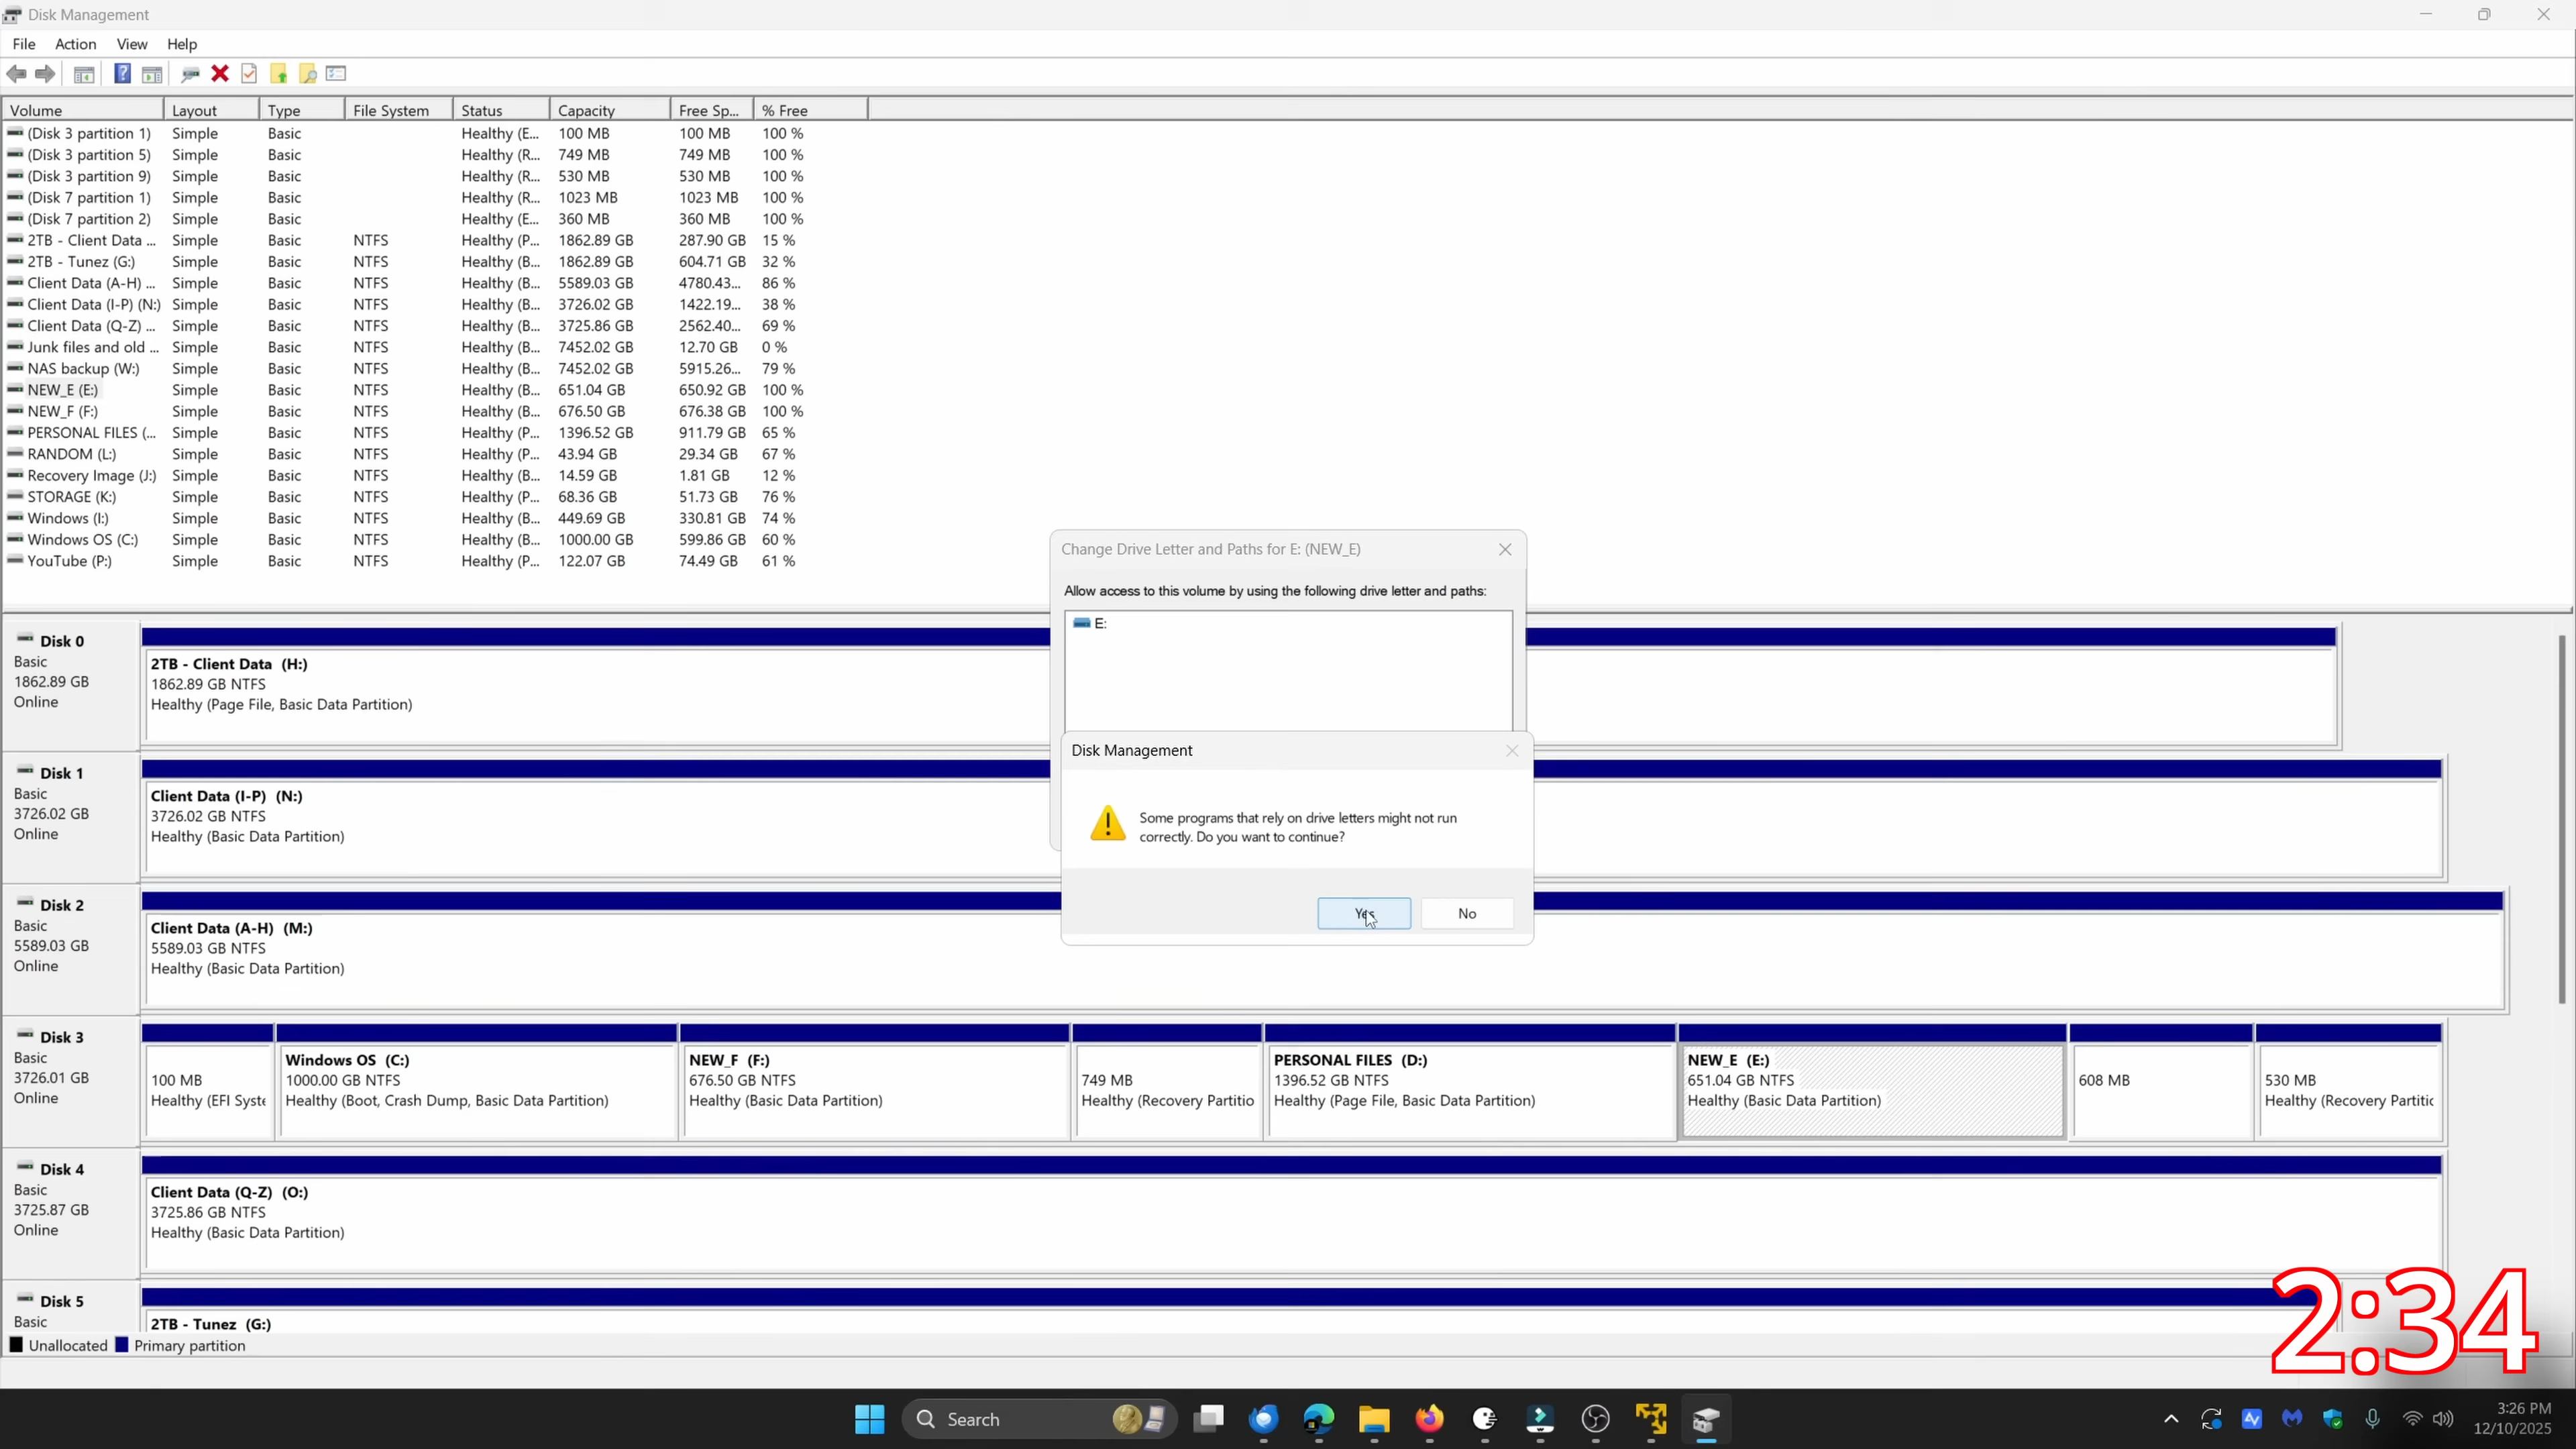 Disk Management
File Action View Help
Volume Layout Type File System Status Capacity Free Sp... % Free
(Disk 3 partition 1) Simple Basic Healthy (E... 100 MB 100 MB 100 %
(Disk 3 partition 5) Simple Basic Healthy (R... 749 MB 749 MB 100 %
(Disk 3 partition 9) Simple Basic Healthy (R... 530 MB 530 MB 100 %
(Disk 7 partition 1) Simple Basic Healthy (R... 1023 MB 1023 MB 100 %
(Disk 7 partition 2) Simple Basic Healthy (E... 360 MB 360 MB 100 %
2TB - Client Data ... Simple Basic NTFS Healthy (P... 1862.89 GB 287.90 GB 15 %
2TB - Tunez (G:) Simple Basic NTFS Healthy (B... 1862.89 GB 604.71 GB 32 %
Client Data (A-H) ... Simple Basic NTFS Healthy (B... 5589.03 GB 4780.43... 86 %
Client Data (I-P) (N:) Simple Basic NTFS Healthy (B... 3726.02 GB 1422.19... 38 %
Client Data (Q-Z) ... Simple Basic NTFS Healthy (B... 3725.86 GB 2562.40... 69 %
Junk files and old ... Simple Basic NTFS Healthy (B... 7452.02 GB 12.70 GB 0 %
NAS backup (W:) Simple Basic NTFS Healthy (B... 7452.02 GB 5915.26... 79 %
NEW_E (E:) Simple Basic NTFS Healthy (B... 651.04 GB 650.92 GB 100 %
NEW_F (F:) Simple Basic NTFS Healthy (B... 676.50 GB 676.38 GB 100 %
PERSONAL FILES (... Simple Basic NTFS Healthy (P... 1396.52 GB 911.79 GB 65 %
RANDOM (L:) Simple Basic NTFS Healthy (P... 43.94 GB 29.34 GB 67 %
Recovery Image (J:) Simple Basic NTFS Healthy (B... 14.59 GB 1.81 GB 12 %
STORAGE (K:) Simple Basic NTFS Healthy (P... 68.36 GB 51.73 GB 76 %
Windows (I:) Simple Basic NTFS Healthy (B... 449.69 GB 330.81 GB 74 %
Windows OS (C:) Simple Basic NTFS Healthy (B... 1000.00 GB 599.86 GB 60 %
YouTube (P:) Simple Basic NTFS Healthy (P... 122.07 GB 74.49 GB 61 %
Change Drive Letter and Paths for E: (NEW_E)
Allow access to this volume by using the following drive letter and paths:
E:
Disk Management
Some programs that rely on drive letters might not run
correctly. Do you want to continue?
Yes No
Disk 0
Basic
1862.89 GB
Online
2TB - Client Data (H:)
1862.89 GB NTFS
Healthy (Page File, Basic Data Partition)
Disk 1
Basic
3726.02 GB
Online
Client Data (I-P) (N:)
3726.02 GB NTFS
Healthy (Basic Data Partition)
Disk 2
Basic
5589.03 GB
Online
Client Data (A-H) (M:)
5589.03 GB NTFS
Healthy (Basic Data Partition)
Disk 3
Basic
3726.01 GB
Online
100 MB
Healthy (EFI Syste
Windows OS (C:)
1000.00 GB NTFS
Healthy (Boot, Crash Dump, Basic Data Partition)
NEW_F (F:)
676.50 GB NTFS
Healthy (Basic Data Partition)
749 MB
Healthy (Recovery Partitio
PERSONAL FILES (D:)
1396.52 GB NTFS
Healthy (Page File, Basic Data Partition)
NEW_E (E:)
651.04 GB NTFS
Healthy (Basic Data Partition)
608 MB
530 MB
Healthy (Recovery Partitic
Disk 4
Basic
3725.87 GB
Online
Client Data (Q-Z) (O:)
3725.86 GB NTFS
Healthy (Basic Data Partition)
Disk 5
Basic
2TB - Tunez (G:)
Unallocated Primary partition
2:34
Search
3:26 PM
12/10/2025